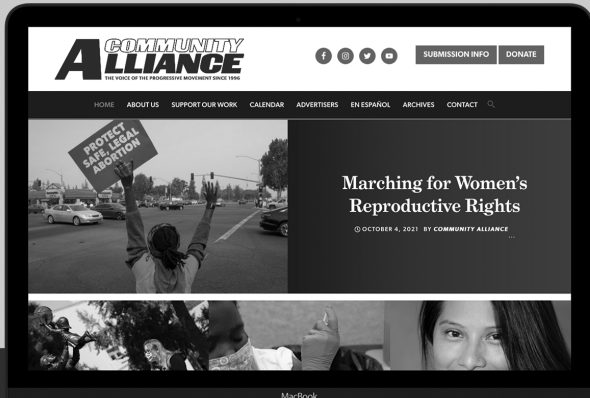 COMMUNITY
ALLIANCE
THE VOICE OF THE PROGRESSIVE MOVEMENT SINCE 1996
SUBMISSION INFO DONATE
HOME ABOUT US SUPPORT OUR WORK CALENDAR ADVERTISERS EN ESPAÑOL ARCHIVES CONTACT
PROTECT
SAFE, LEGAL
ABORTION
Marching for Women's
Reproductive Rights
OCTOBER 4, 2021 BY COMMUNITY ALLIANCE
...
MacBook